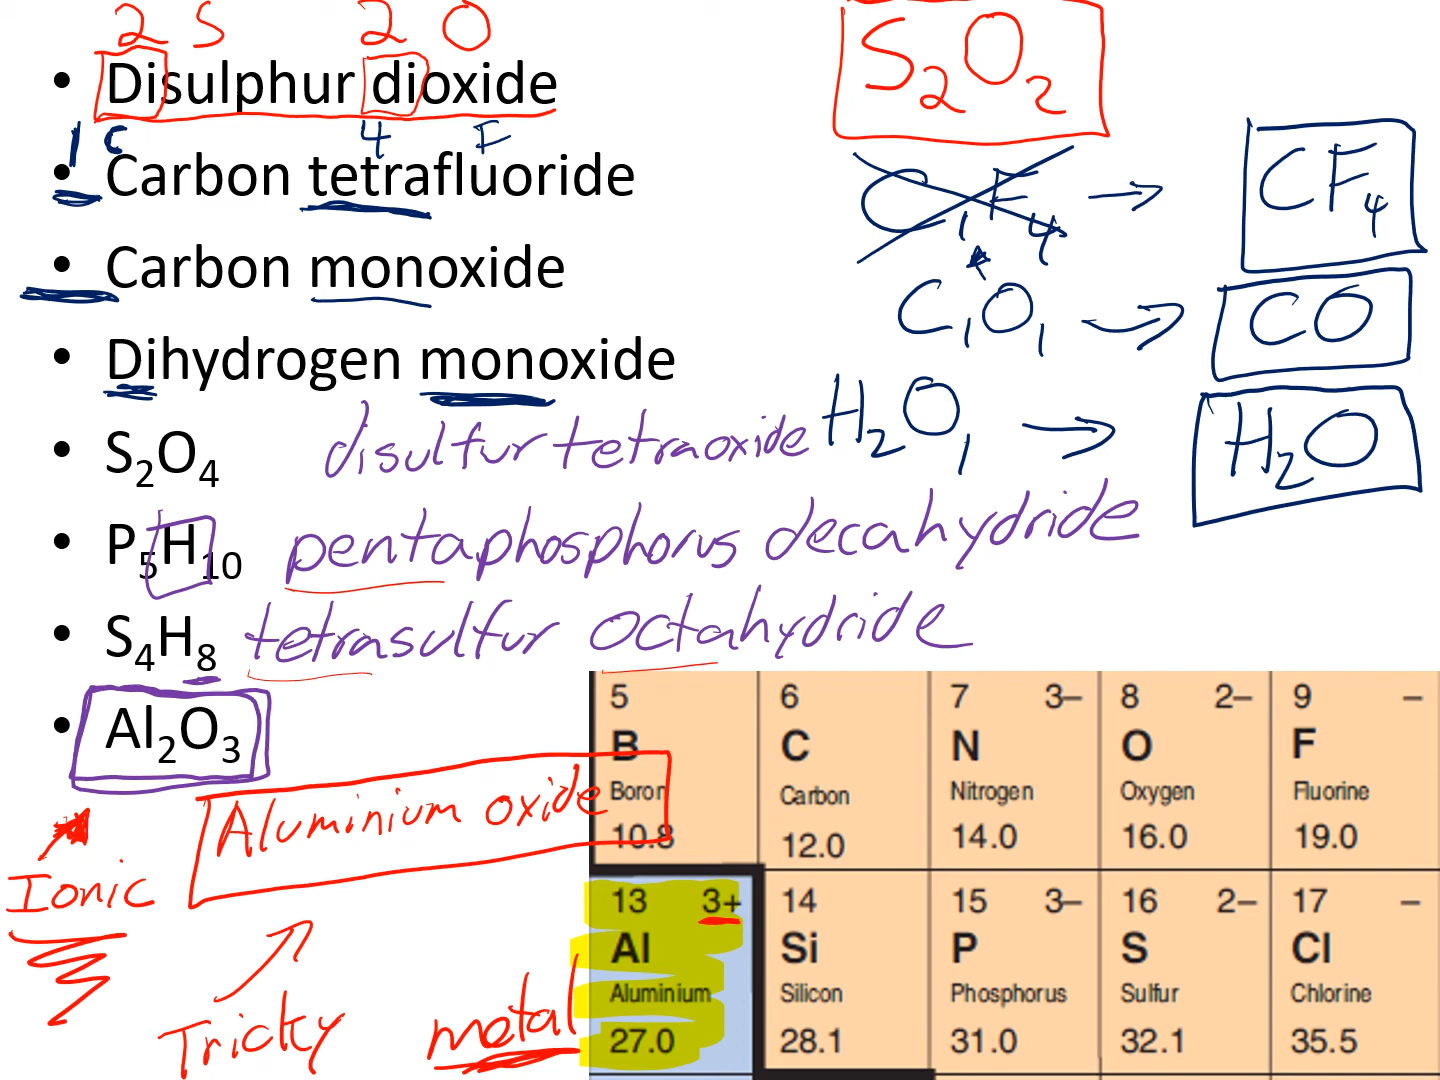 2 S 2 O
• Disulphur dioxide
S₂O₂
1 C 4 F
• Carbon tetrafluoride
C₁F₄ → CF₄
• Carbon monoxide
C₁O₁ → CO
• Dihydrogen monoxide
H₂O₁ → H₂O
• S₂O₄ disulfur tetraoxide
• P₅H₁₀ pentaphosphorus decahydride
• S₄H₈ tetrasulfur octahydride
• Al₂O₃
Aluminium oxide
Ionic
Tricky
metal
5 6 7 3– 8 2– 9 –
B C N O F
Boron Carbon Nitrogen Oxygen Fluorine
10.8 12.0 14.0 16.0 19.0
13 3+ 14 15 3– 16 2– 17 –
Al Si P S Cl
Aluminium Silicon Phosphorus Sulfur Chlorine
27.0 28.1 31.0 32.1 35.5